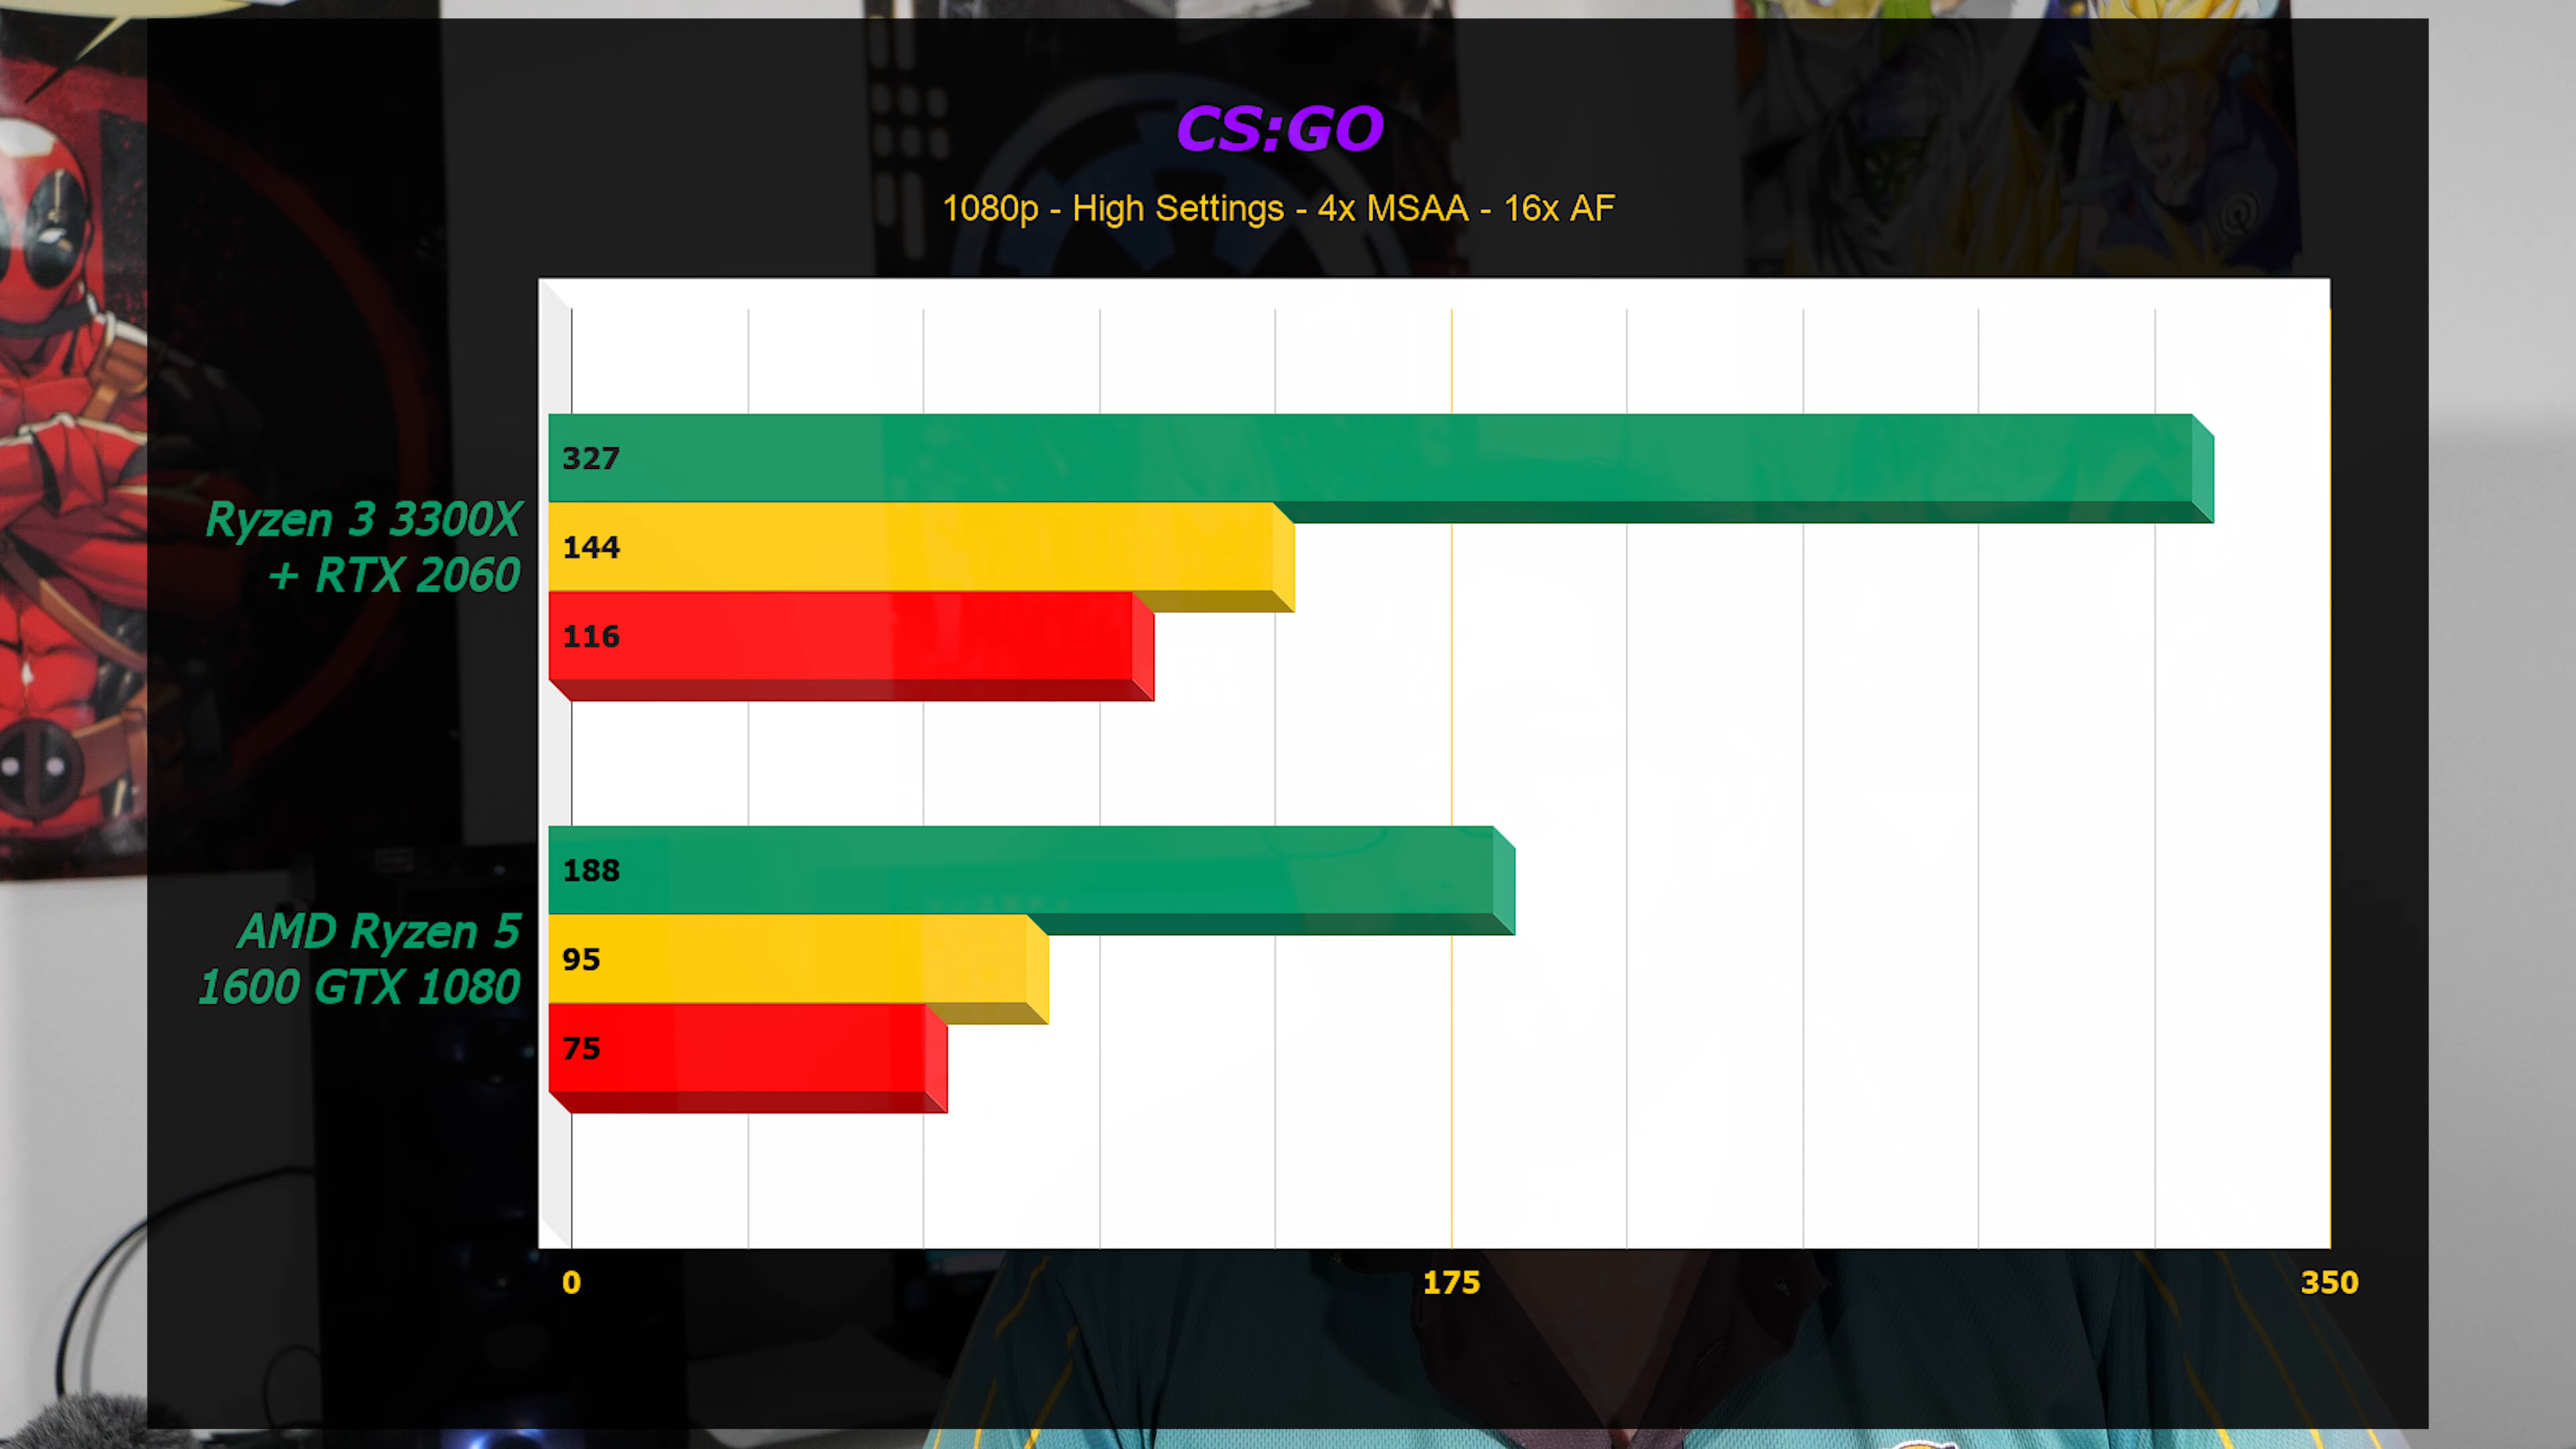 CS:GO
1080p - High Settings - 4x MSAA - 16x AF
Ryzen 3 3300X
+ RTX 2060
327
144
116
AMD Ryzen 5
1600 GTX 1080
188
95
75
0
175
350